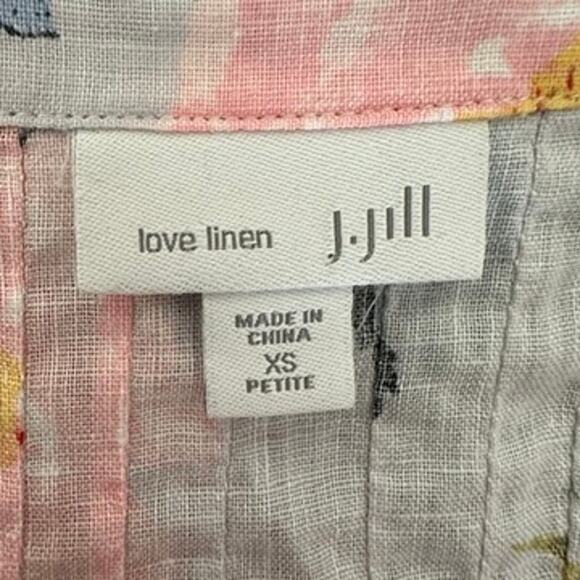 love linen J.Jill
MADE IN
CHINA
XS
PETITE